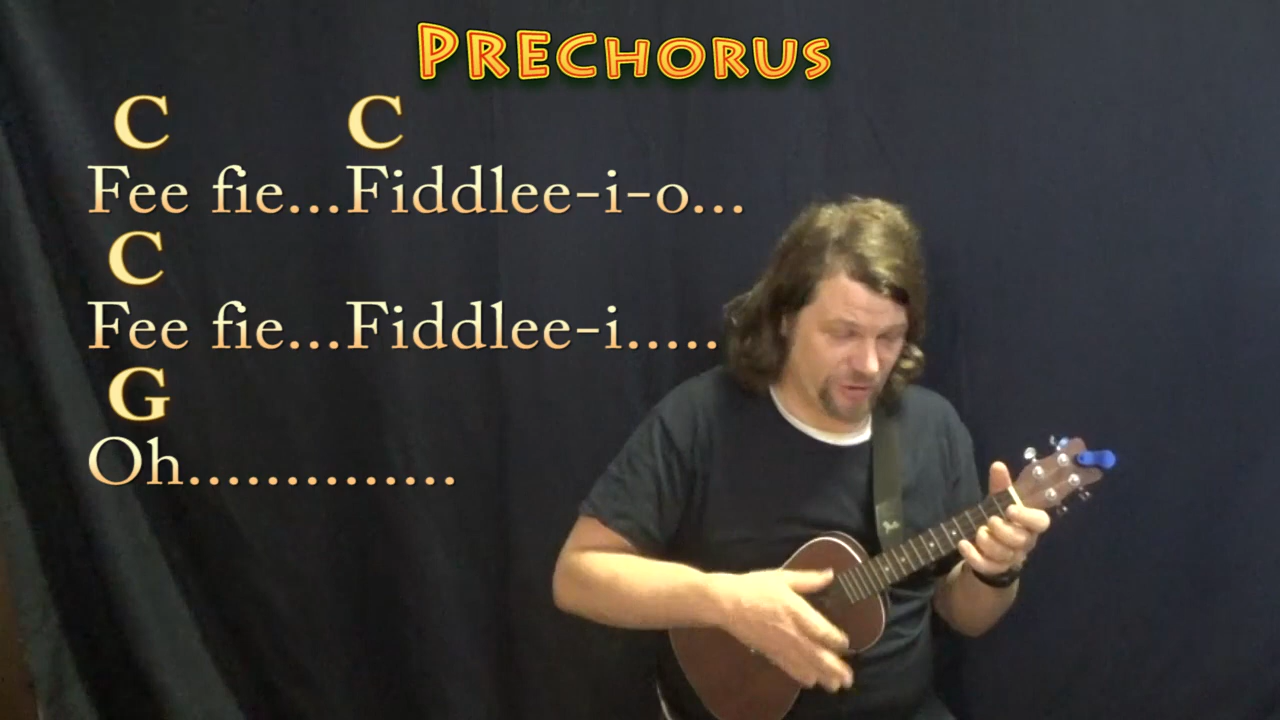 PRECHORUS
C C
Fee fie...Fiddlee-i-o...
C
Fee fie...Fiddlee-i.....
G
Oh..............